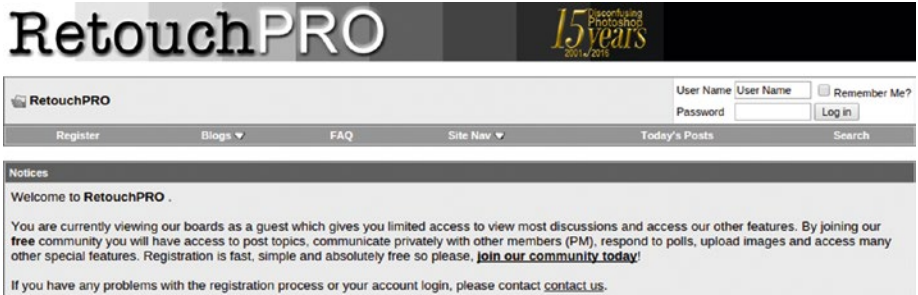 RetouchPRO
15 Disconfusing
Photoshop
years
2001 2016
RetouchPRO
User Name User Name Remember Me?
Password Log in
Register Blogs FAQ Site Nav Today's Posts Search
Notices
Welcome to RetouchPRO .
You are currently viewing our boards as a guest which gives you limited access to view most discussions and access our other features. By joining our
free community you will have access to post topics, communicate privately with other members (PM), respond to polls, upload images and access many
other special features. Registration is fast, simple and absolutely free so please, join our community today!
If you have any problems with the registration process or your account login, please contact contact us.